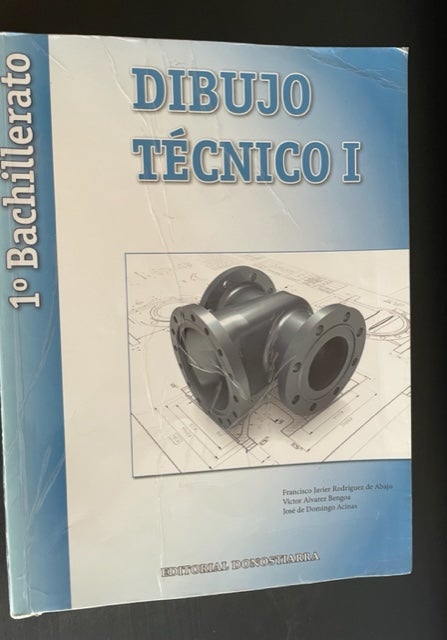 1º Bachillerato
DIBUJO
TÉCNICO I
Francisco Javier Rodríguez de Abajo
Víctor Álvarez Bengoa
José de Domingo Acinas
EDITORIAL DONOSTIARRA